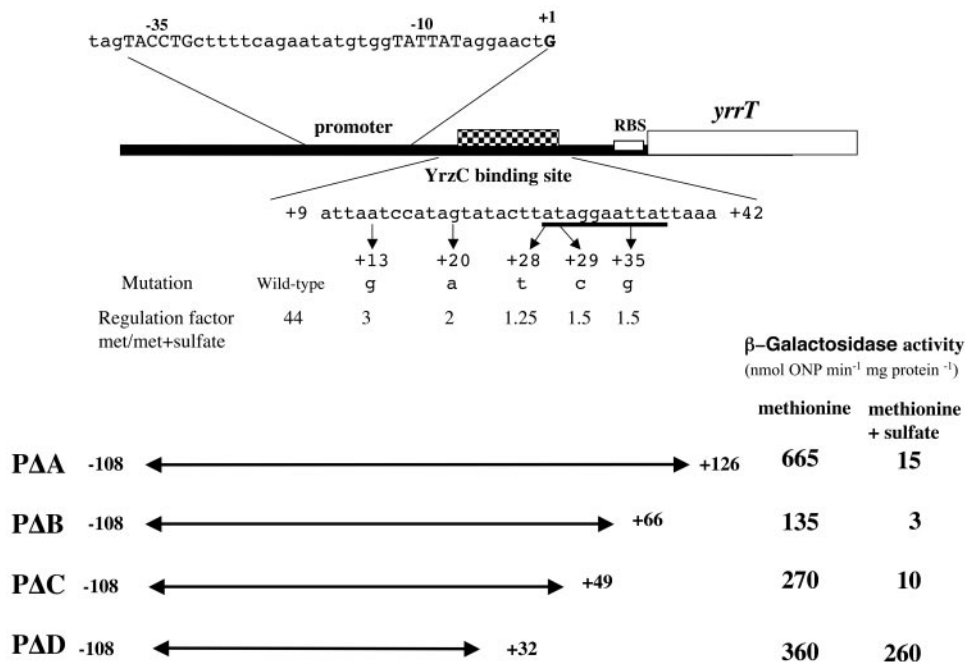 -35 -10 +1
tagTACCTGcttttcagaatatgtggTATTATaggaactG
promoter RBS yrrT
YrzC binding site
+9 attaatccatagtatacttataggaattattaaa +42
+13 +20 +28 +29 +35
Mutation Wild-type g a t c g
Regulation factor 44 3 2 1.25 1.5 1.5
met/met+sulfate
β–Galactosidase activity
(nmol ONP min-1 mg protein -1)
methionine methionine
+ sulfate
PΔA -108 +126 665 15
PΔB -108 +66 135 3
PΔC -108 +49 270 10
PΔD -108 +32 360 260